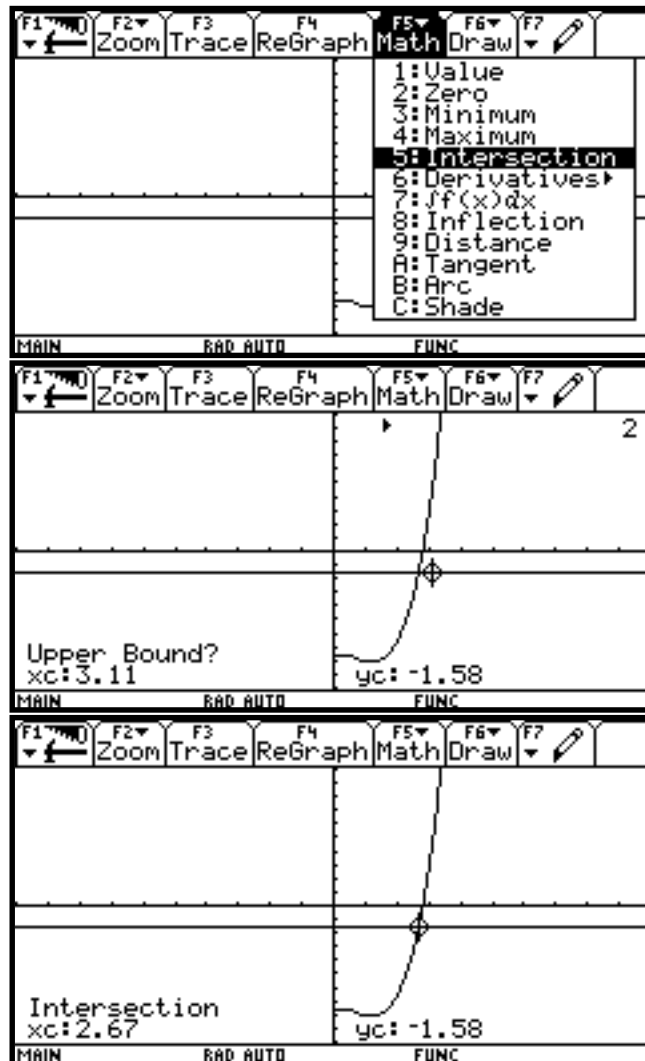 F1 F2 F3 F4 F5 F6 F7
Zoom Trace ReGraph Math Draw
1:Value
2:Zero
3:Minimum
4:Maximum
5:Intersection
6:Derivatives
7:∫f(x)dx
8:Inflection
9:Distance
A:Tangent
B:Arc
C:Shade
MAIN RAD AUTO FUNC
F1 F2 F3 F4 F5 F6 F7
Zoom Trace ReGraph Math Draw
2
Upper Bound?
xc:3.11 yc:-1.58
MAIN RAD AUTO FUNC
F1 F2 F3 F4 F5 F6 F7
Zoom Trace ReGraph Math Draw
Intersection
xc:2.67 yc:-1.58
MAIN RAD AUTO FUNC